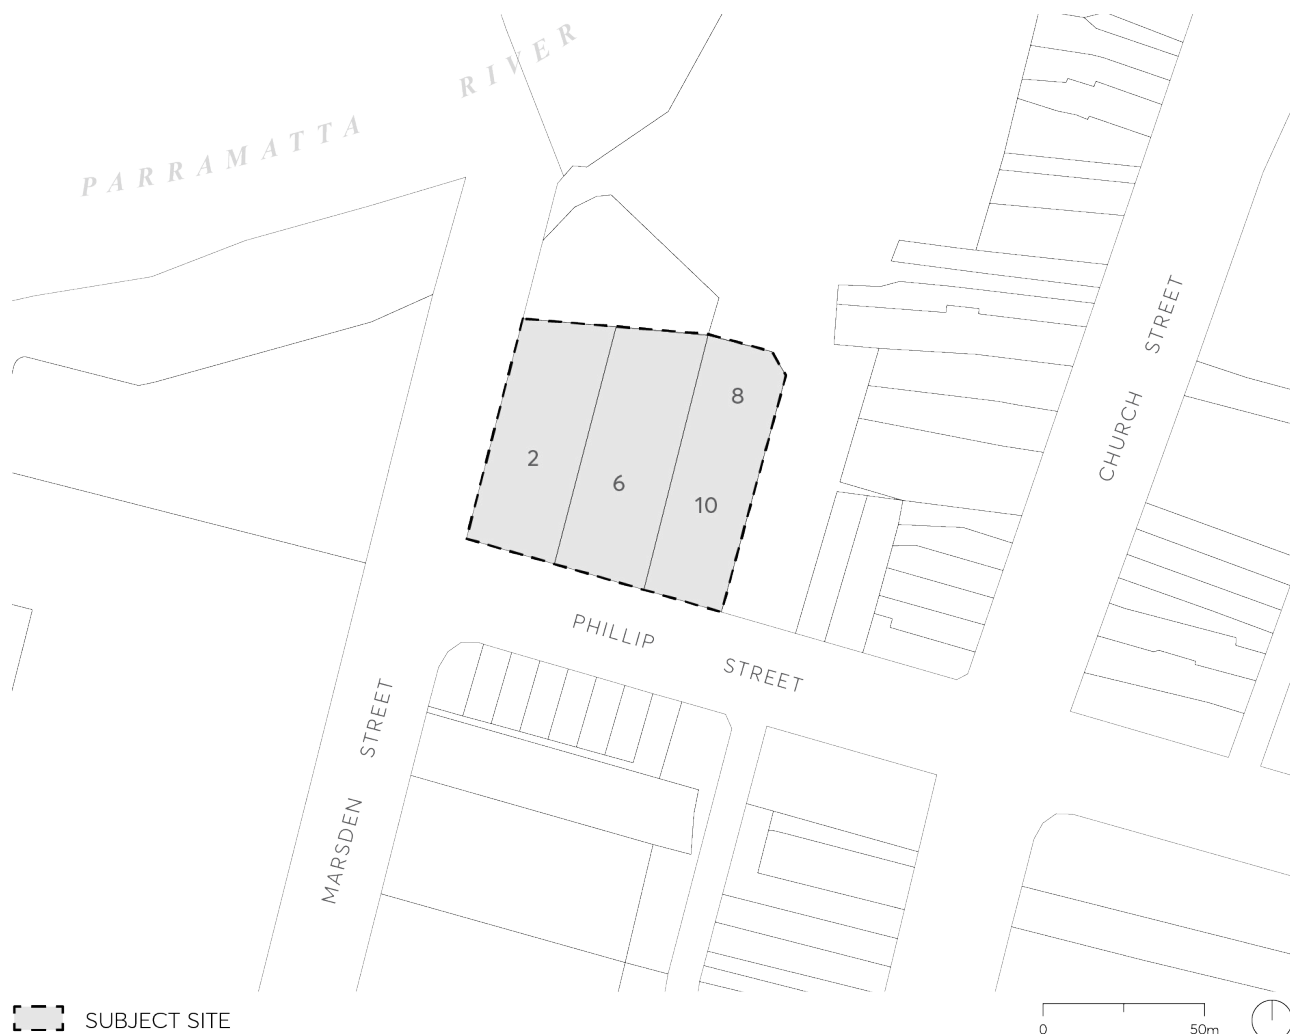 PARRAMATTA RIVER
8
2
6
10
CHURCH STREET
PHILLIP STREET
MARSDEN STREET
SUBJECT SITE
0 50m